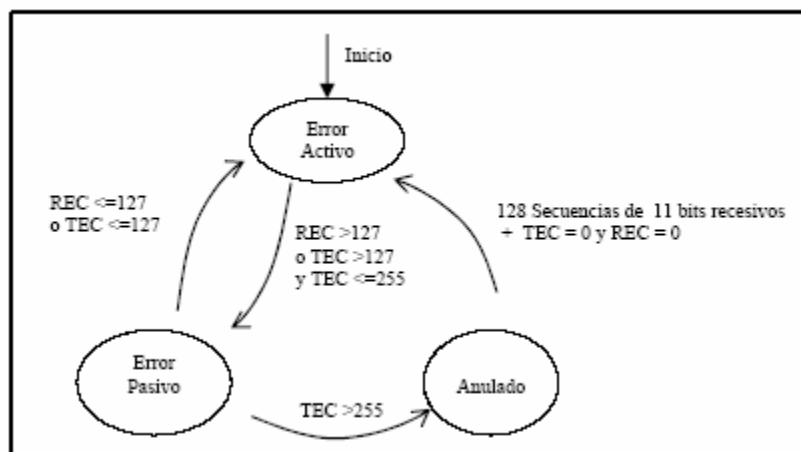 Inicio
Error
Activo
REC <=127
o TEC <=127
REC >127
o TEC >127
y TEC <=255
128 Secuencias de 11 bits recesivos
+ TEC = 0 y REC = 0
Error
Pasivo
Anulado
TEC >255